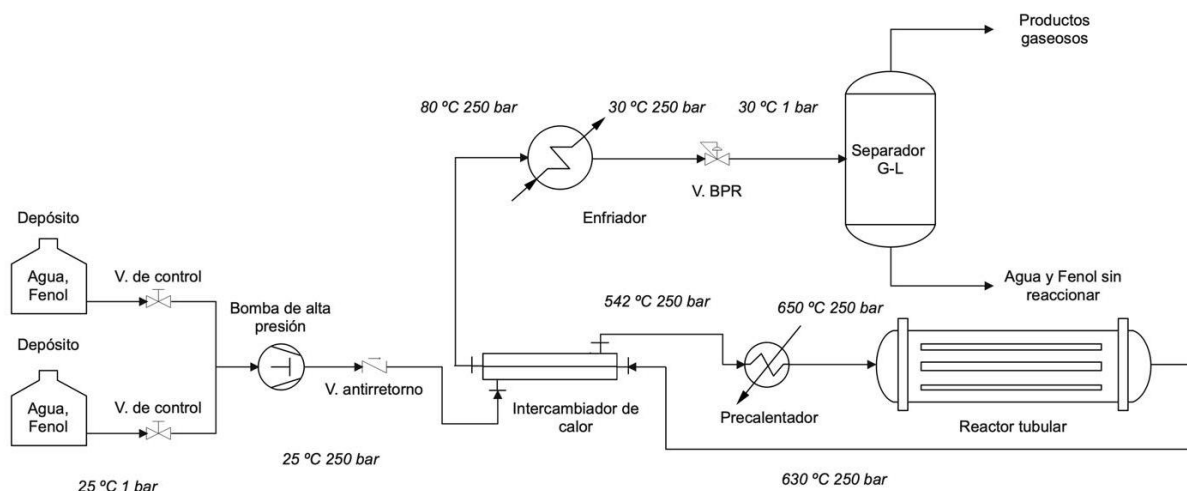 Productos
gaseosos
80 ºC 250 bar
30 ºC 250 bar
30 ºC 1 bar
Separador
G-L
V. BPR
Enfriador
Depósito
Agua,
Fenol
V. de control
Bomba de alta
presión
542 ºC 250 bar
650 ºC 250 bar
Agua y Fenol sin
reaccionar
Depósito
Agua,
Fenol
V. de control
V. antirretorno
Intercambiador de
calor
Precalentador
Reactor tubular
25 ºC 250 bar
630 ºC 250 bar
25 ºC 1 bar